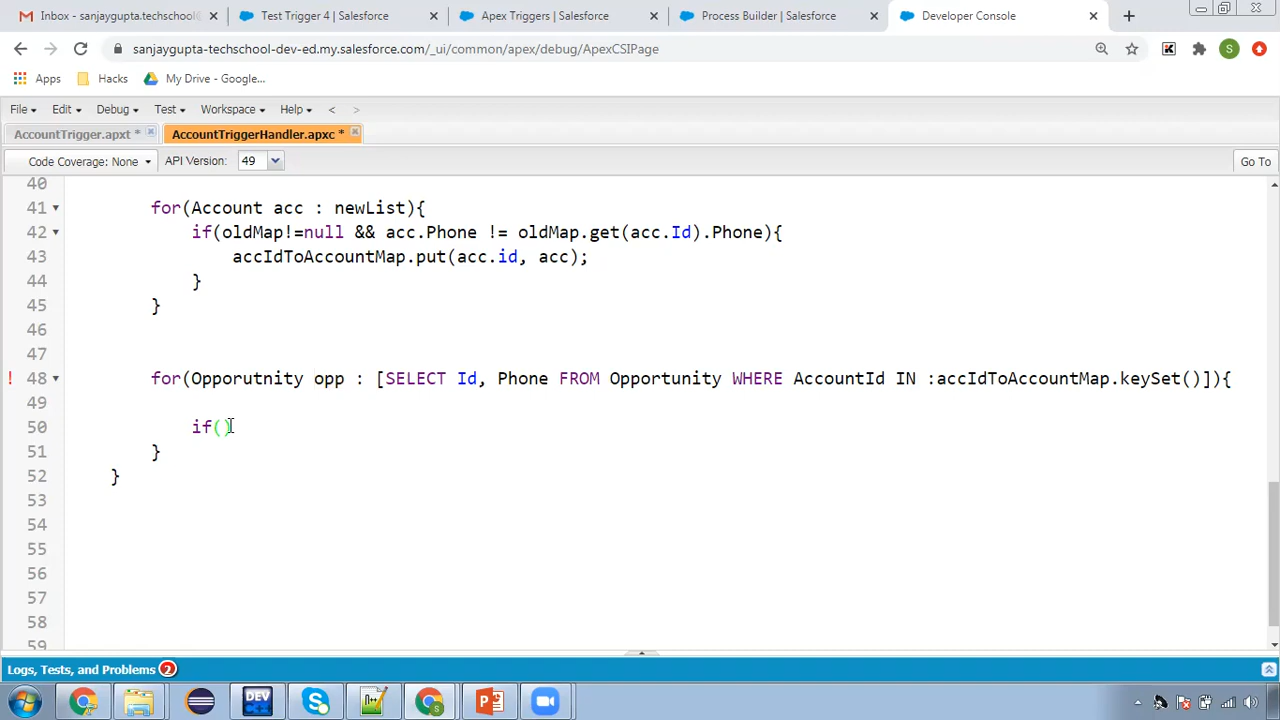 Inbox - sanjaygupta.techschool@
Test Trigger 4 | Salesforce
Apex Triggers | Salesforce
Process Builder | Salesforce
Developer Console
sanjaygupta-techschool-dev-ed.my.salesforce.com/_ui/common/apex/debug/ApexCSIPage
S
Apps
Hacks
My Drive - Google...
File
Edit
Debug
Test
Workspace
Help
<
>
AccountTrigger.apxt *
AccountTriggerHandler.apxc *
Code Coverage: None
API Version:
49
Go To
40
41 for(Account acc : newList){
42 if(oldMap!=null && acc.Phone != oldMap.get(acc.Id).Phone){
43 accIdToAccountMap.put(acc.id, acc);
44 }
45 }
46
47
! 48 for(Opporutnity opp : [SELECT Id, Phone FROM Opportunity WHERE AccountId IN :accIdToAccountMap.keySet()]){
49
50 if()
51 }
52 }
53
54
55
56
57
58
59
Logs, Tests, and Problems 2